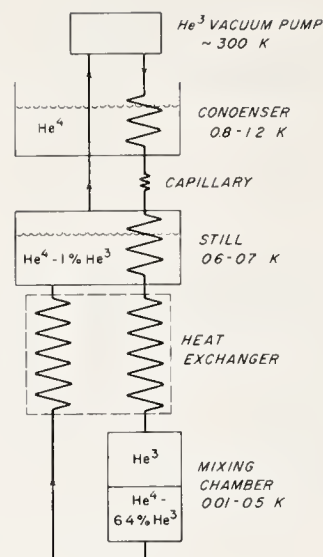 He³ VACUUM PUMP
~ 300 K
He⁴
CONDENSER
0.8-1.2 K
CAPILLARY
He⁴-1% He³
STILL
0.6-0.7 K
HEAT
EXCHANGER
He³
He⁴-
6.4% He³
MIXING
CHAMBER
0.01-0.5 K